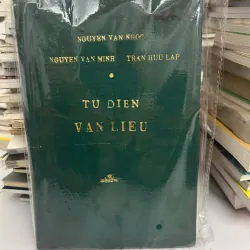 NGUYEN VAN NGOC
NGUYEN VAN MINH TRAN HUU LAP
TU DIEN
VAN LIEU